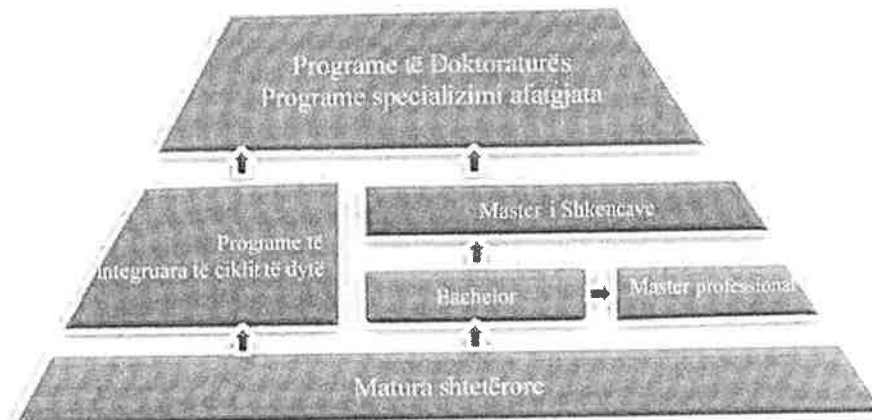 Programe të Doktoraturës
Programe specializimi afatgjata
Master i Shkencave
Programe të
integruara të ciklit të dytë
Bachelor
Master professional
Matura shtetërore